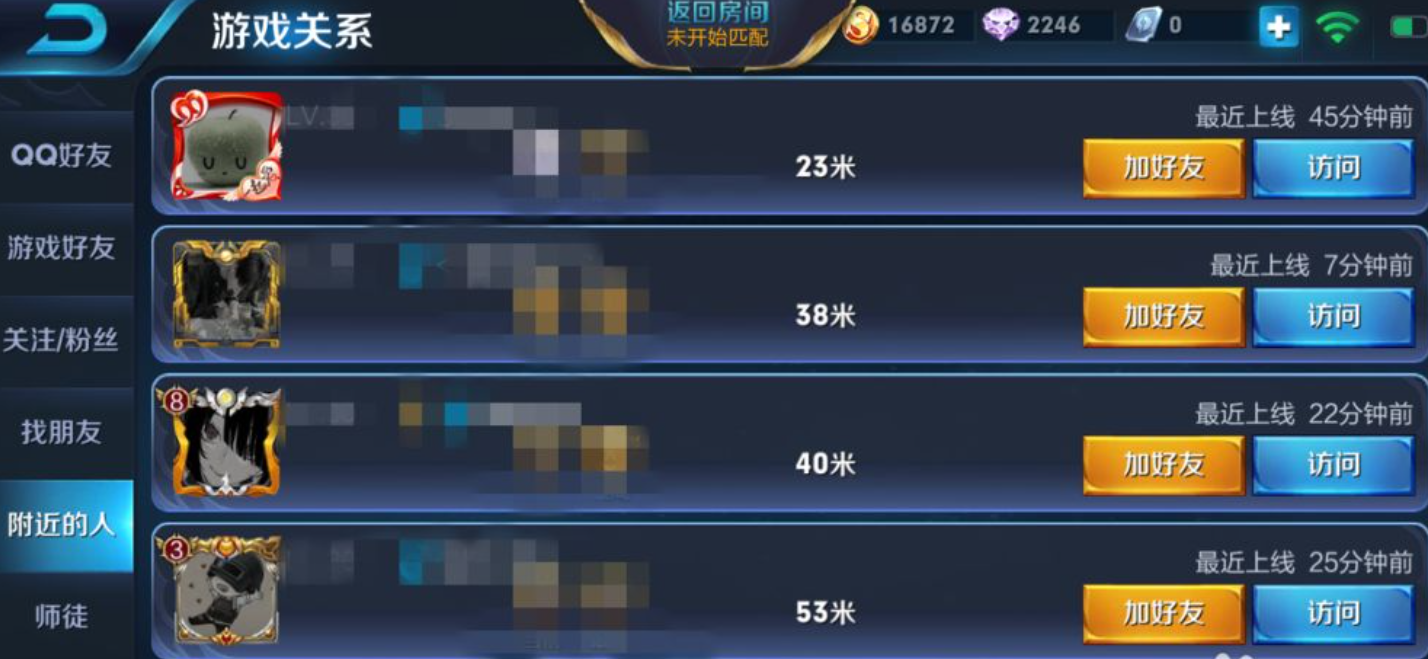 游戏关系
返回房间
未开始匹配
16872
2246
0
QQ好友
游戏好友
关注/粉丝
找朋友
附近的人
师徒
LV.
23米
最近上线 45分钟前
加好友
访问
38米
最近上线 7分钟前
加好友
访问
8
40米
最近上线 22分钟前
加好友
访问
3
53米
最近上线 25分钟前
加好友
访问